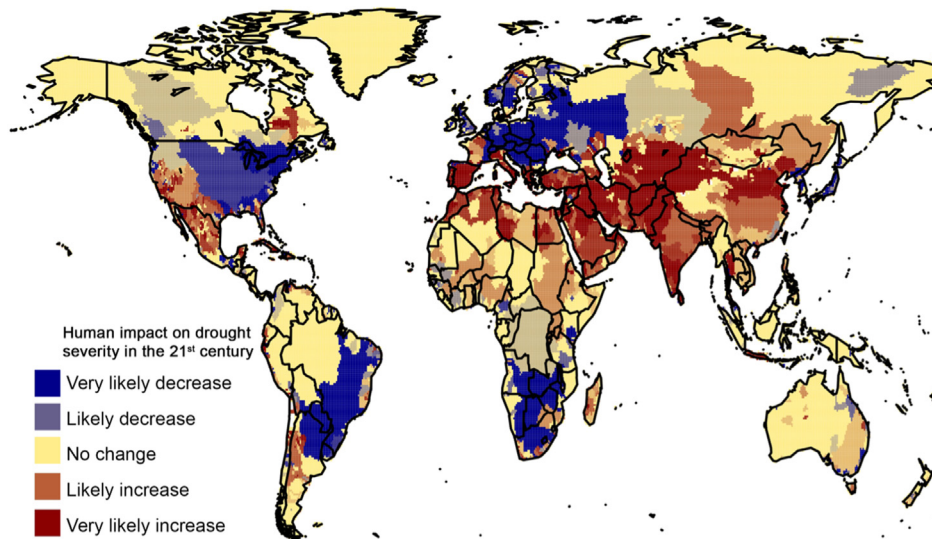 Human impact on drought
severity in the 21st century
Very likely decrease
Likely decrease
No change
Likely increase
Very likely increase